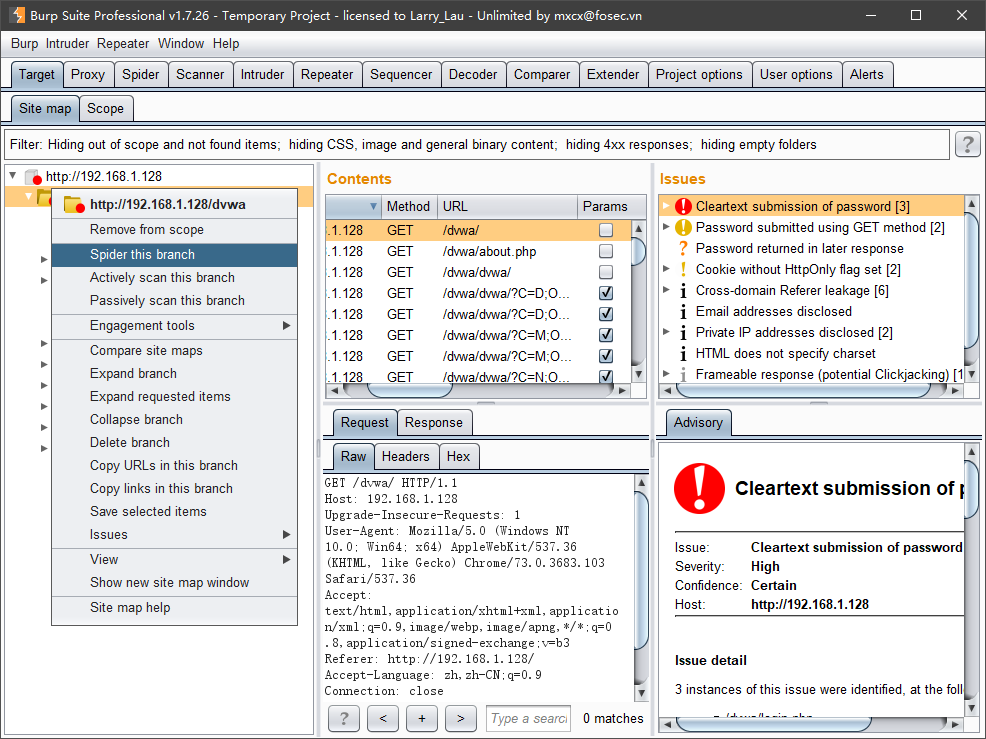 Burp Suite Professional v1.7.26 - Temporary Project - licensed to Larry_Lau - Unlimited by mxcx@fosec.vn
Burp Intruder Repeater Window Help
Target Proxy Spider Scanner Intruder Repeater Sequencer Decoder Comparer Extender Project options User options Alerts
Site map Scope
Filter: Hiding out of scope and not found items; hiding CSS, image and general binary content; hiding 4xx responses; hiding empty folders
?
http://192.168.1.128
http://192.168.1.128/dvwa
Remove from scope
Spider this branch
Actively scan this branch
Passively scan this branch
Engagement tools
Compare site maps
Expand branch
Expand requested items
Collapse branch
Delete branch
Copy URLs in this branch
Copy links in this branch
Save selected items
Issues
View
Show new site map window
Site map help
Contents
Method URL Params
.1.128 GET /dvwa/
.1.128 GET /dvwa/about.php
.1.128 GET /dvwa/dvwa/
.1.128 GET /dvwa/dvwa/?C=D;O...
.1.128 GET /dvwa/dvwa/?C=D;O...
.1.128 GET /dvwa/dvwa/?C=M;O...
.1.128 GET /dvwa/dvwa/?C=M;O...
.1.128 GET /dvwa/dvwa/?C=N;O...
Request Response
Raw Headers Hex
GET /dvwa/ HTTP/1.1
Host: 192.168.1.128
Upgrade-Insecure-Requests: 1
User-Agent: Mozilla/5.0 (Windows NT
10.0; Win64; x64) AppleWebKit/537.36
(KHTML, like Gecko) Chrome/73.0.3683.103
Safari/537.36
Accept:
text/html,application/xhtml+xml,applicatio
n/xml;q=0.9,image/webp,image/apng,*/*;q=0
.8,application/signed-exchange;v=b3
Referer: http://192.168.1.128/
Accept-Language: zh,zh-CN;q=0.9
Connection: close
? < + > Type a searc 0 matches
Issues
Cleartext submission of password [3]
Password submitted using GET method [2]
Password returned in later response
Cookie without HttpOnly flag set [2]
Cross-domain Referer leakage [6]
Email addresses disclosed
Private IP addresses disclosed [2]
HTML does not specify charset
Frameable response (potential Clickjacking) [1
Advisory
Cleartext submission of p
Issue: Cleartext submission of password
Severity: High
Confidence: Certain
Host: http://192.168.1.128
Issue detail
3 instances of this issue were identified, at the foll
/dvwa/login.php